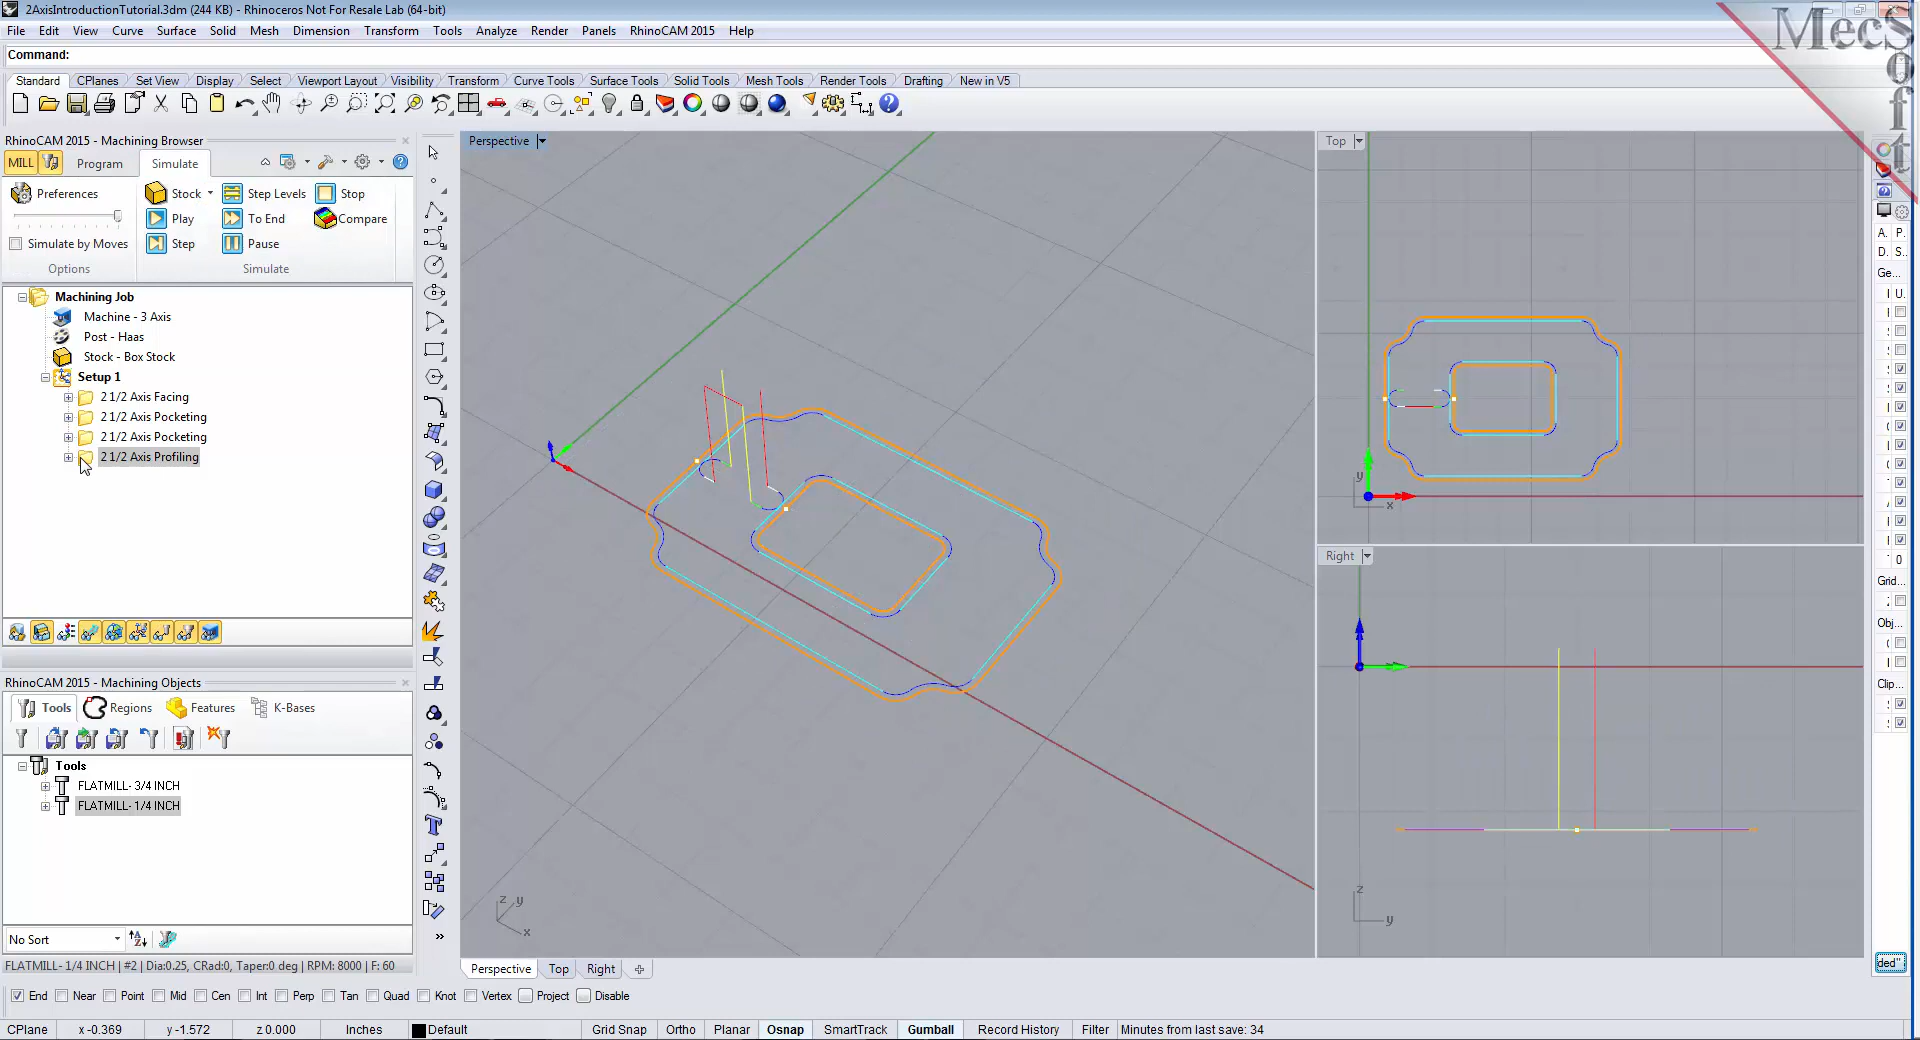 2AxisIntroductionTutorial.3dm (244 KB) - Rhinoceros Not For Resale Lab (64-bit)
File Edit View Curve Surface Solid Mesh Dimension Transform Tools Analyze Render Panels RhinoCAM 2015 Help
MecSoft
Command:
Standard CPlanes Set View Display Select Viewport Layout Visibility Transform Curve Tools Surface Tools Solid Tools Mesh Tools Render Tools Drafting New in V5
RhinoCAM 2015 - Machining Browser
MILL Program Simulate
Preferences Stock Step Levels Stop
Play To End Compare
Simulate by Moves Step Pause
Options Simulate
Machining Job
Machine - 3 Axis
Post - Haas
Stock - Box Stock
Setup 1
2 1/2 Axis Facing
2 1/2 Axis Pocketing
2 1/2 Axis Pocketing
2 1/2 Axis Profiling
RhinoCAM 2015 - Machining Objects
Tools Regions Features K-Bases
Tools
FLATMILL- 3/4 INCH
FLATMILL- 1/4 INCH
No Sort
FLATMILL- 1/4 INCH | #2 | Dia:0.25, CRad:0, Taper:0 deg | RPM: 8000 | F: 60
Perspective
z y
x
Top
y
x
Right
z
y
A. P.
D. S..
Ge...
U.
0
Grid...
Obj...
Clip...
ded"
Perspective Top Right
End Near Point Mid Cen Int Perp Tan Quad Knot Vertex Project Disable
CPlane x -0.369 y -1.572 z 0.000 Inches Default Grid Snap Ortho Planar Osnap SmartTrack Gumball Record History Filter Minutes from last save: 34